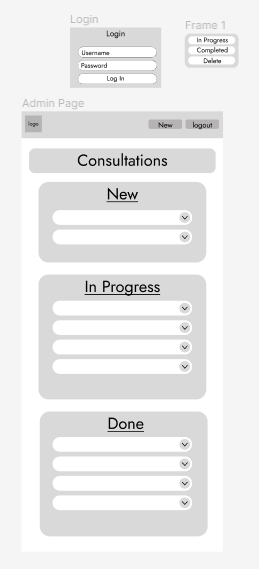 Login
Login
Username
Password
Log In
Frame 1
In Progress
Completed
Delete
Admin Page
logo
New
logout
Consultations
New
In Progress
Done